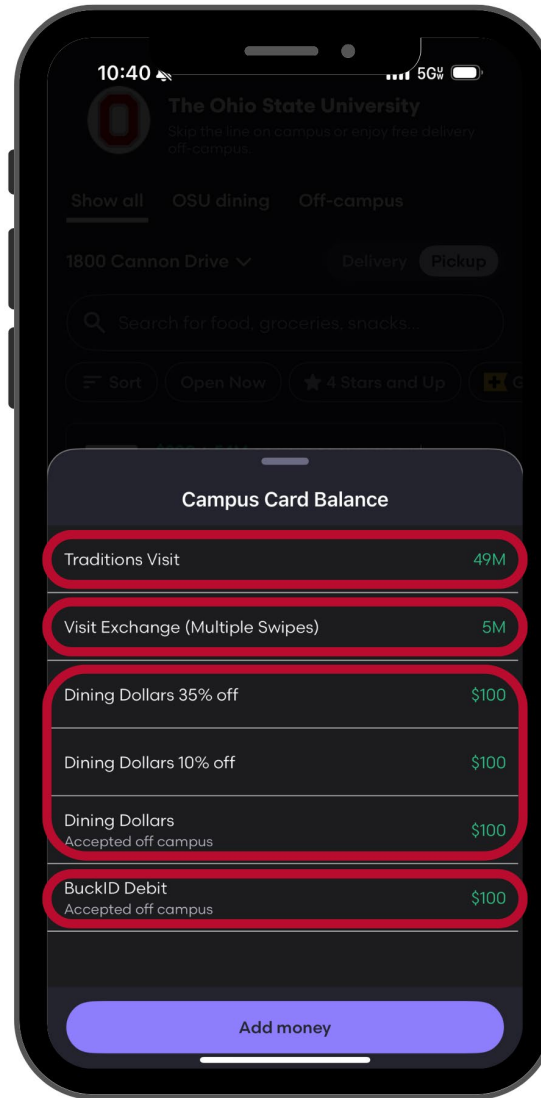 10:40
5GW
The Ohio State University
Skip the line on campus or enjoy free delivery
off-campus.
Show all OSU dining Off-campus
1800 Cannon Drive Delivery Pickup
Search for food, groceries, snacks...
Sort Open Now 4 Stars and Up G
Campus Card Balance
Traditions Visit 49M
Visit Exchange (Multiple Swipes) 5M
Dining Dollars 35% off $100
Dining Dollars 10% off $100
Dining Dollars $100
Accepted off campus
BuckID Debit $100
Accepted off campus
Add money